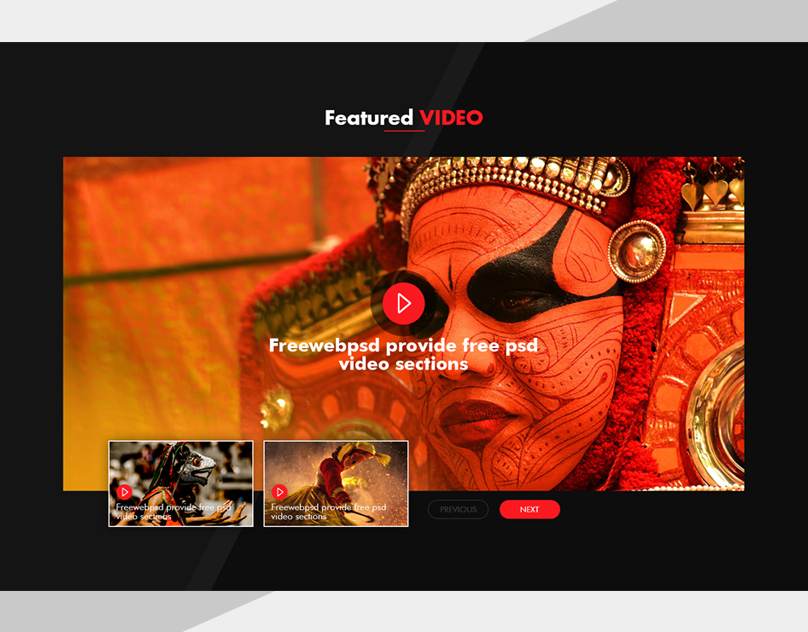 Featured VIDEO
Freewebpsd provide free psd
video sections
Freewebpsd provide free psd
video sections
Freewebpsd provide free psd
video sections
PREVIOUS
NEXT